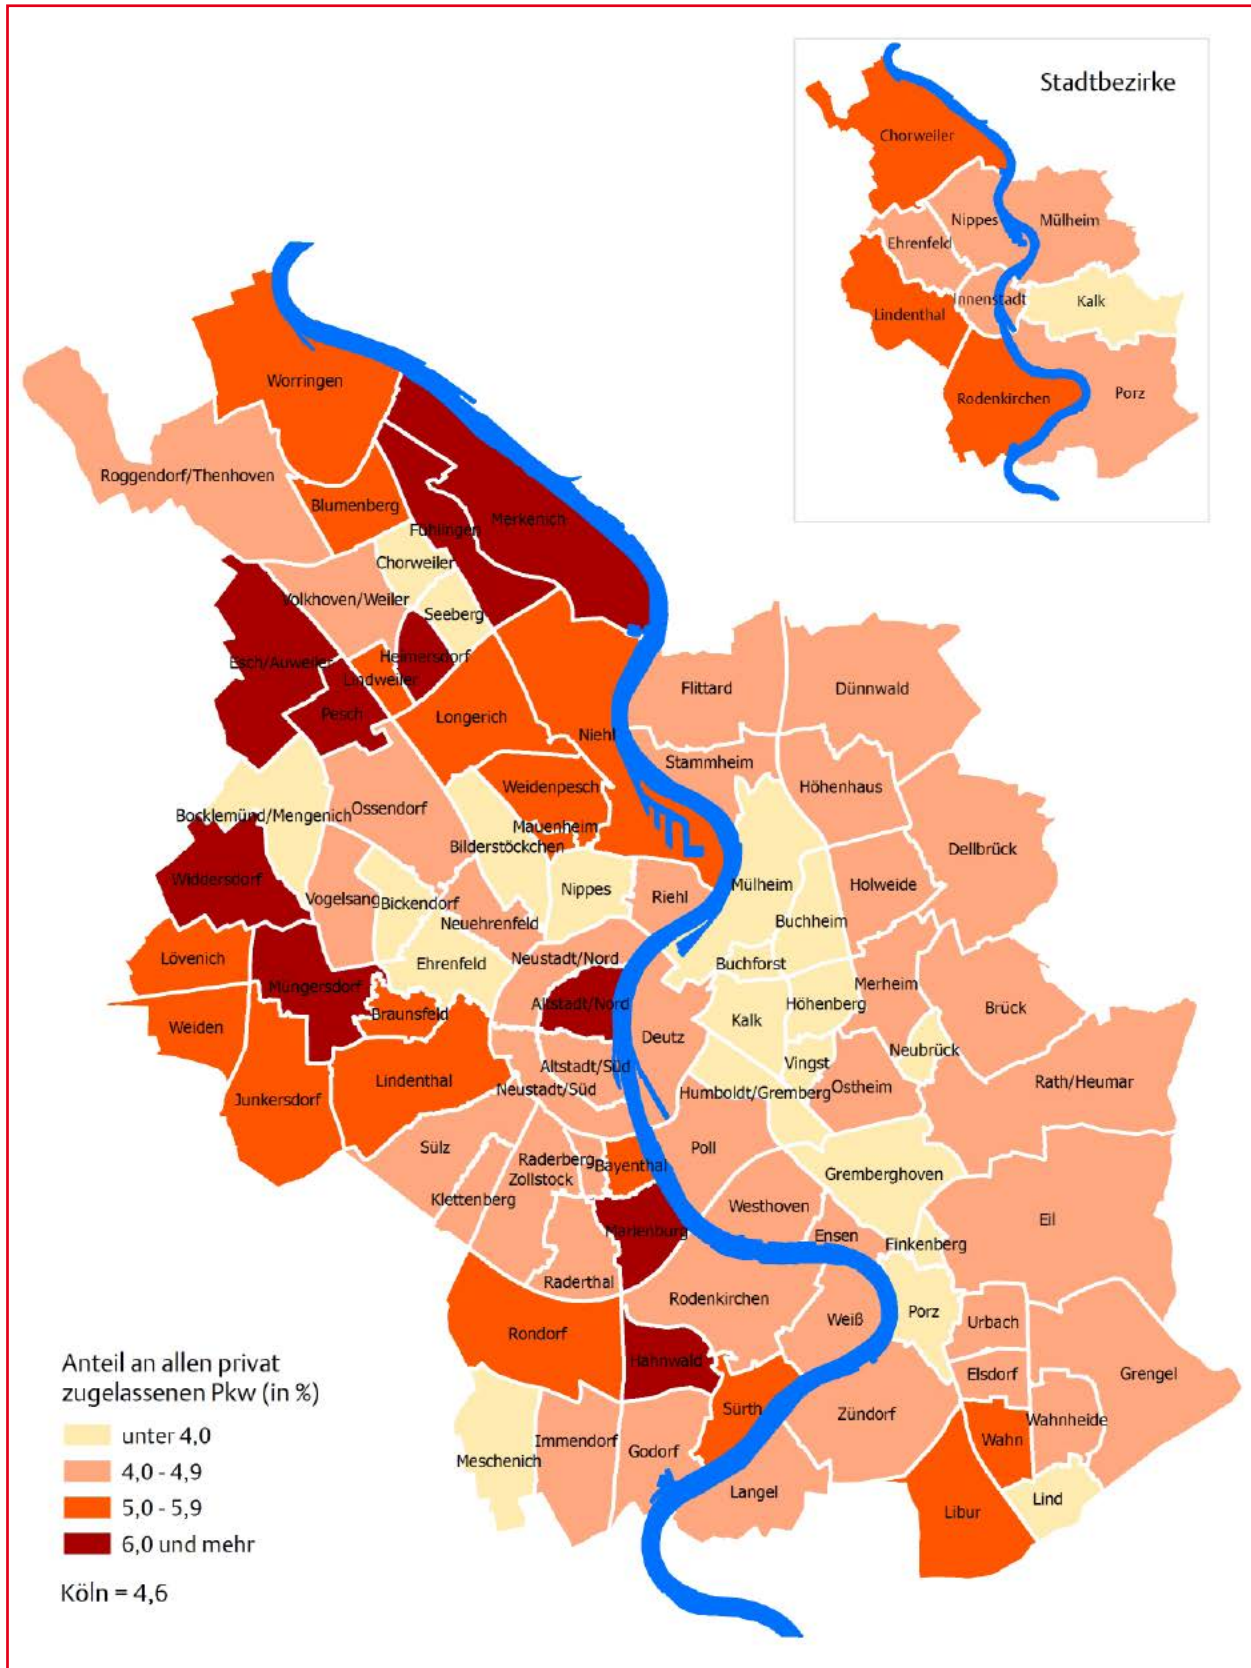 Stadtbezirke
Chorweiler
Nippes
Mülheim
Ehrenfeld
Innenstadt
Kalk
Lindenthal
Rodenkirchen
Porz
Worringen
Roggendorf/Thenhoven
Blumenberg
Merkenich
Fühlingen
Chorweiler
Volkhoven/Weiler
Seeberg
Heimersdorf
Esch/Auweiler
Lindweiler
Pesch
Longerich
Niehl
Flittard
Dünnwald
Stammheim
Höhenhaus
Weidenpesch
Ossendorf
Bocklemünd/Mengenich
Mauenheim
Bilderstöckchen
Dellbrück
Widdersdorf
Vogelsang
Bickendorf
Nippes
Riehl
Mülheim
Holweide
Neuehrenfeld
Buchheim
Lövenich
Ehrenfeld
Neustadt/Nord
Buchforst
Müngersdorf
Merheim
Altstadt/Nord
Höhenberg
Brück
Braunsfeld
Kalk
Weiden
Deutz
Neubrück
Vingst
Altstadt/Süd
Lindenthal
Neustadt/Süd
Humboldt/Gremberg
Ostheim
Rath/Heumar
Junkersdorf
Sülz
Poll
Raderberg
Bayenthal
Zollstock
Gremberghoven
Klettenberg
Westhoven
Marienburg
Ensen
Finkenberg
Eil
Raderthal
Rodenkirchen
Weiß
Porz
Urbach
Rondorf
Hahnwald
Elsdorf
Grengel
Sürth
Zündorf
Wahnheide
Wahn
Immendorf
Godorf
Meschenich
Langel
Lind
Libur
Anteil an allen privat
zugelassenen Pkw (in %)
unter 4,0
4,0 - 4,9
5,0 - 5,9
6,0 und mehr
Köln = 4,6